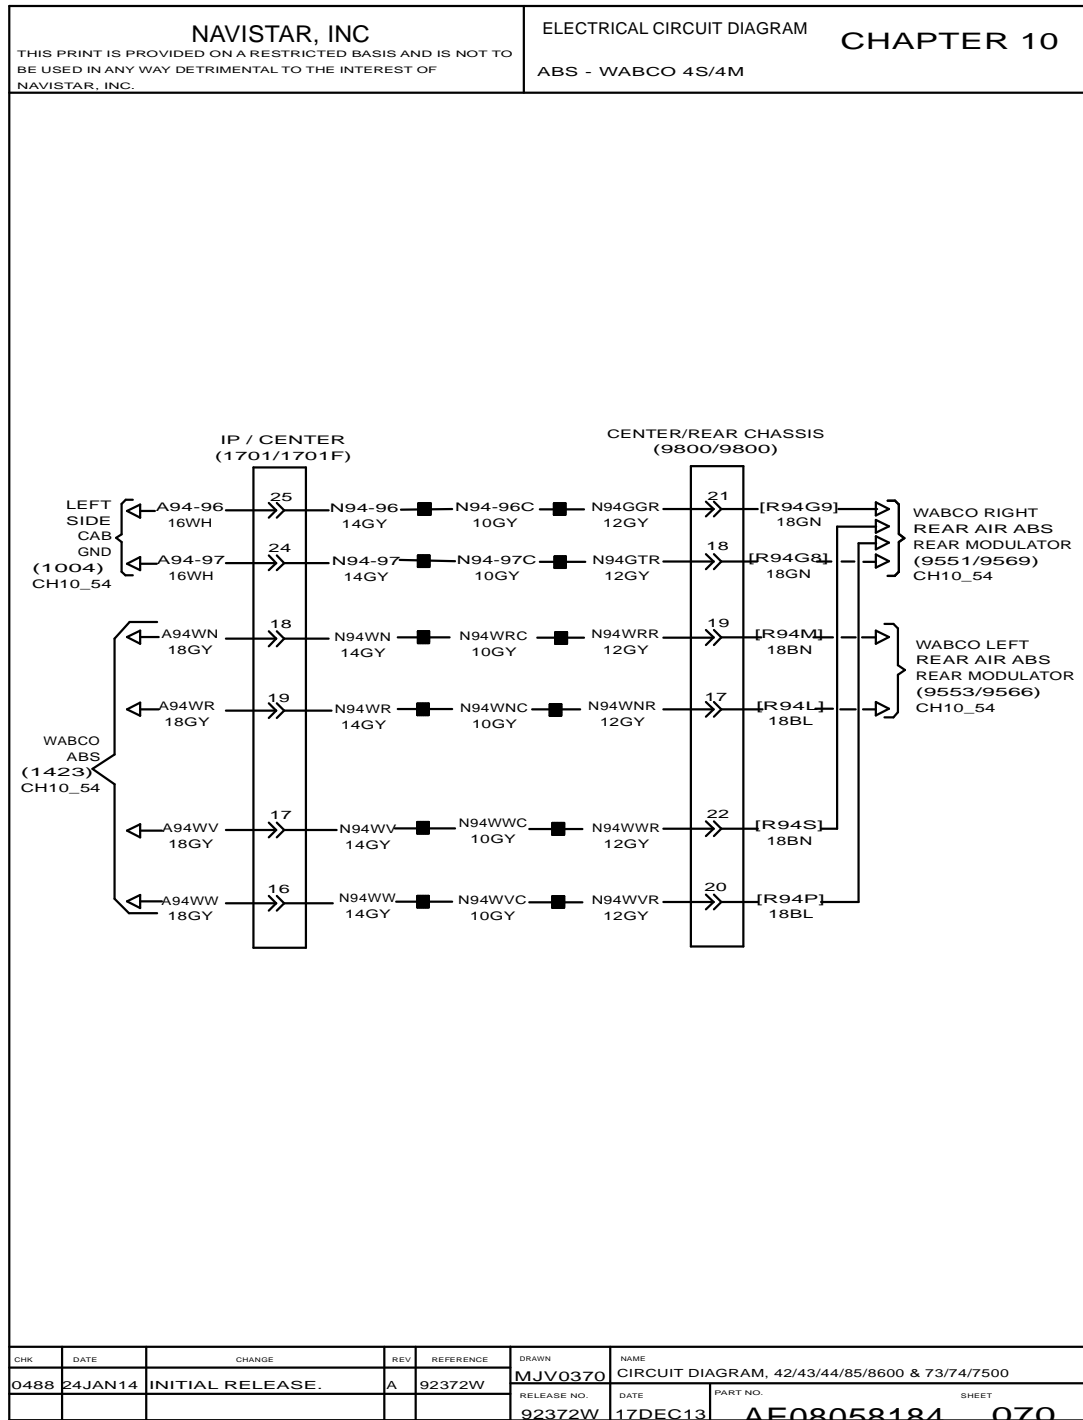 NAVISTAR, INC
THIS PRINT IS PROVIDED ON A RESTRICTED BASIS AND IS NOT TO
BE USED IN ANY WAY DETRIMENTAL TO THE INTEREST OF
NAVISTAR, INC.
ELECTRICAL CIRCUIT DIAGRAM
CHAPTER 10
ABS - WABCO 4S/4M
IP / CENTER
(1701/1701F)
CENTER/REAR CHASSIS
(9800/9800)
LEFT
SIDE
CAB
GND
(1004)
CH10_54
A94-96
16WH
25
N94-96
14GY
N94-96C
10GY
N94GGR
12GY
21
[R94G9]
18GN
A94-97
16WH
24
N94-97
14GY
N94-97C
10GY
N94GTR
12GY
18
[R94G8]
18GN
WABCO RIGHT
REAR AIR ABS
REAR MODULATOR
(9551/9569)
CH10_54
A94WN
18GY
18
N94WN
14GY
N94WRC
10GY
N94WRR
12GY
19
[R94M]
18BN
A94WR
18GY
19
N94WR
14GY
N94WNC
10GY
N94WNR
12GY
17
[R94L]
18BL
WABCO LEFT
REAR AIR ABS
REAR MODULATOR
(9553/9566)
CH10_54
WABCO
ABS
(1423)
CH10_54
A94WV
18GY
17
N94WV
14GY
N94WWC
10GY
N94WWR
12GY
22
[R94S]
18BN
A94WW
18GY
16
N94WW
14GY
N94WVC
10GY
N94WVR
12GY
20
[R94P]
18BL
CHK DATE CHANGE REV REFERENCE
0488 24JAN14 INITIAL RELEASE. A 92372W
DRAWN
MJV0370
NAME
CIRCUIT DIAGRAM, 42/43/44/85/8600 & 73/74/7500
RELEASE NO.
92372W
DATE
17DEC13
PART NO.
AE08058184
SHEET
070